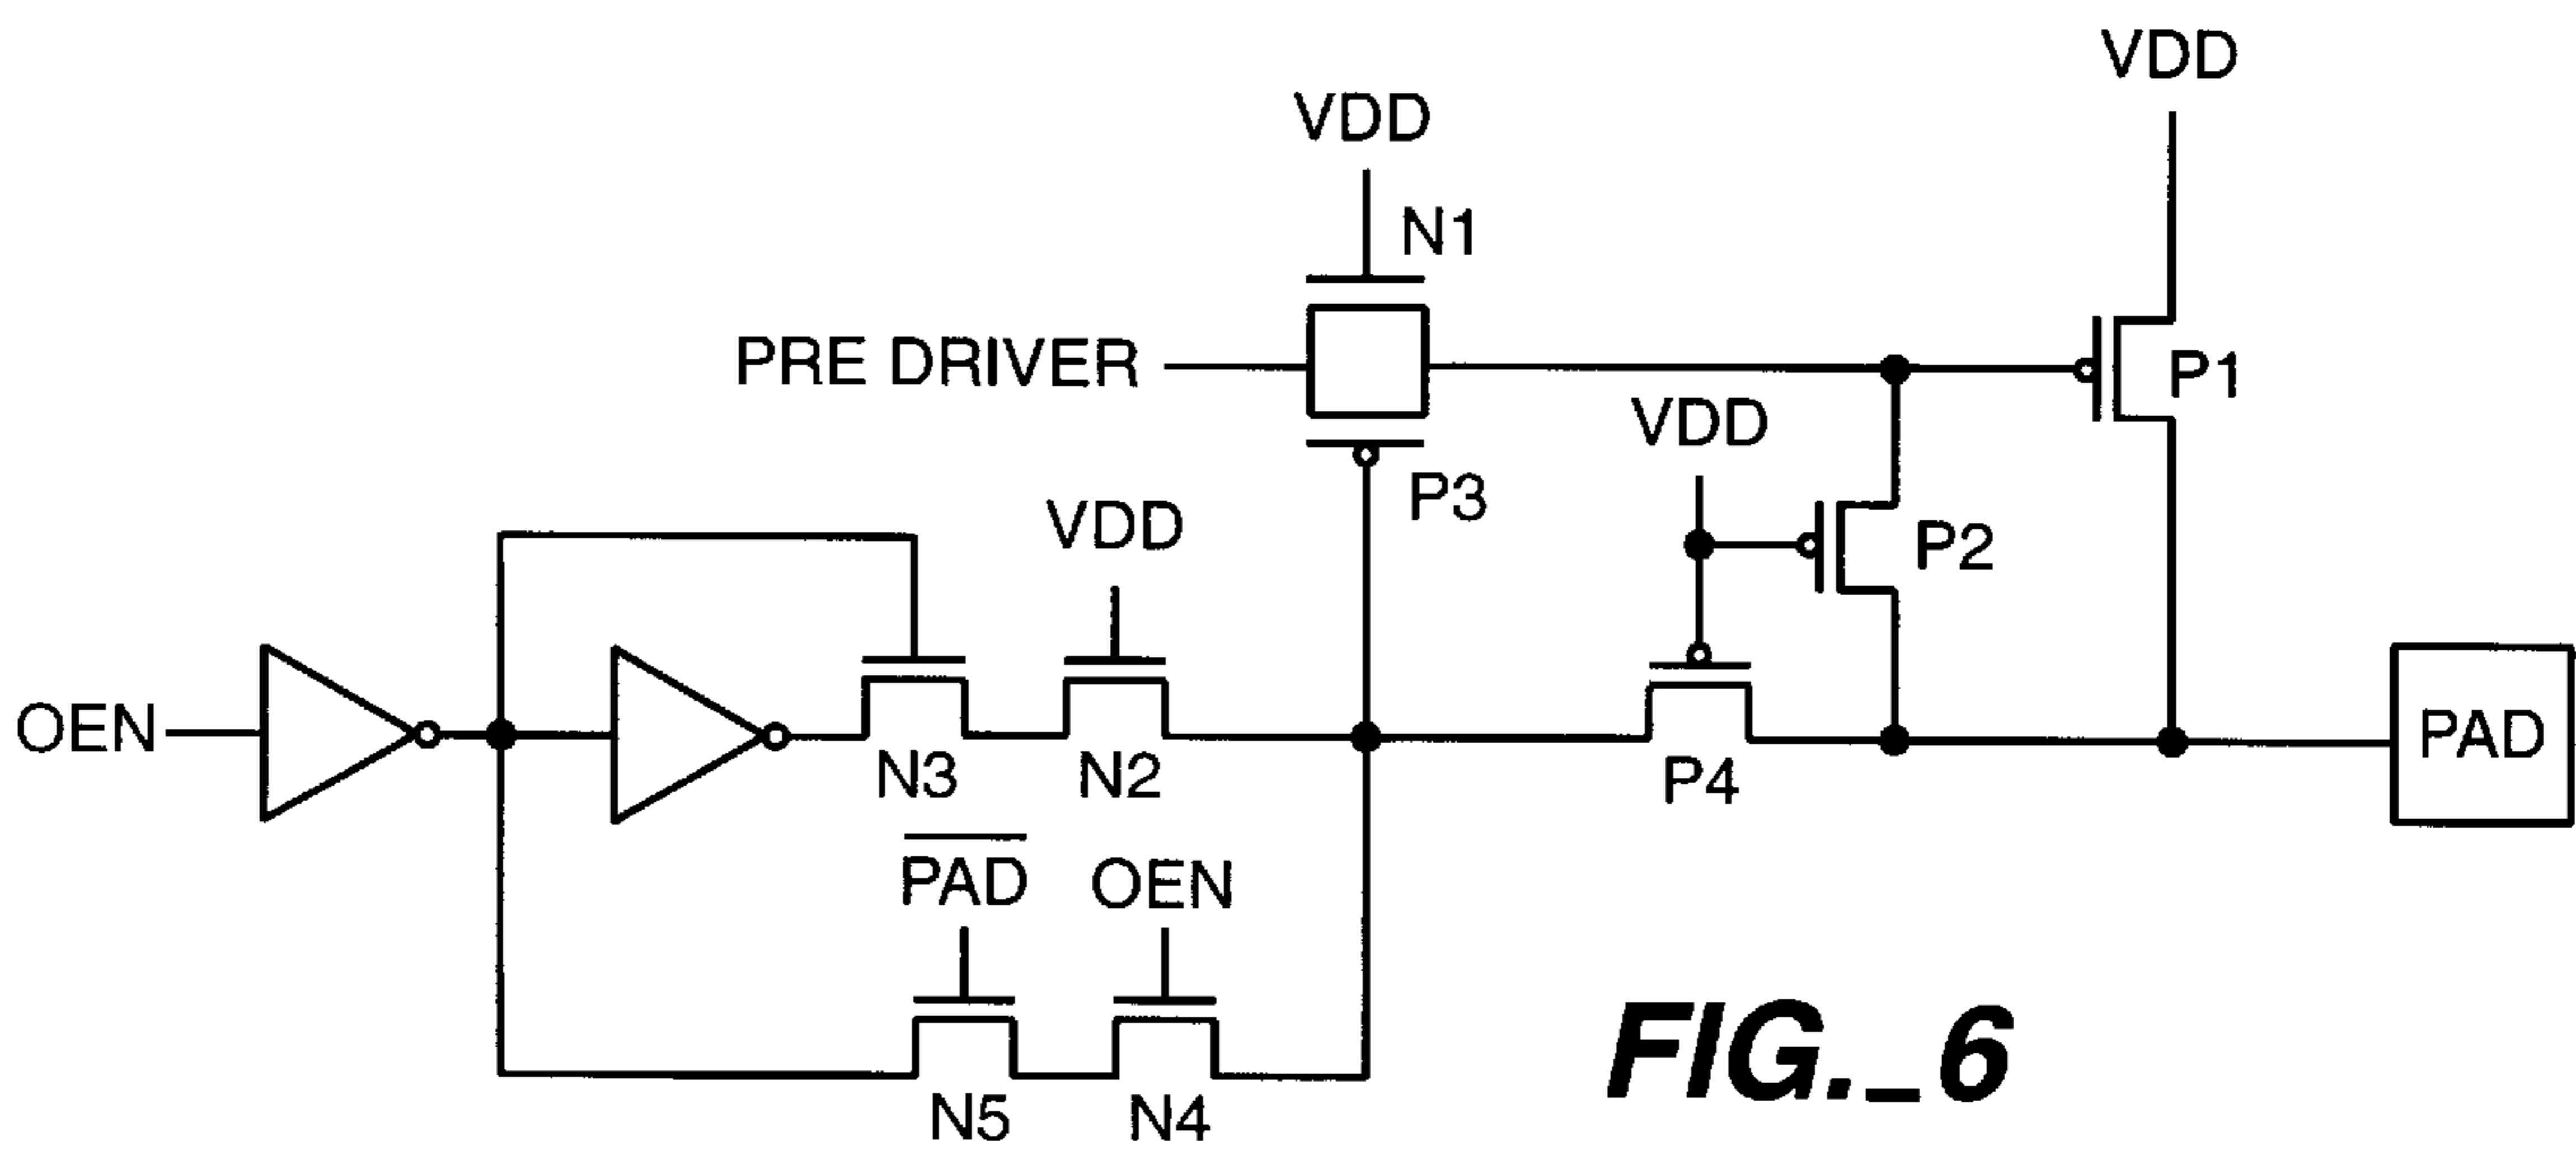 VDD
VDD
N1
PRE DRIVER
P1
VDD
P3
VDD
P2
OEN
N3
N2
P4
PAD
PAD
OEN
N5
N4
FIG._6